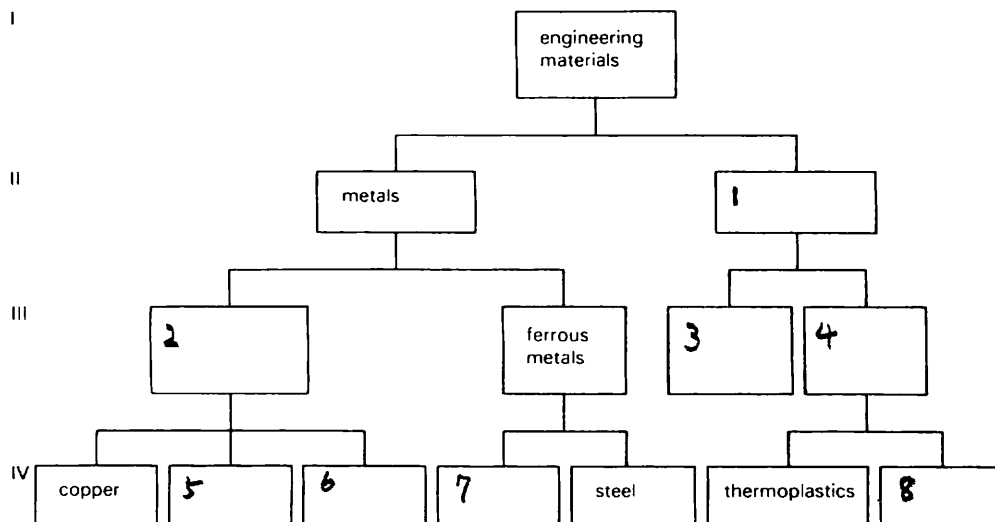 I
engineering
materials
II
metals
1
III
2
ferrous
metals
3
4
IV
copper
5
6
7
steel
thermoplastics
8